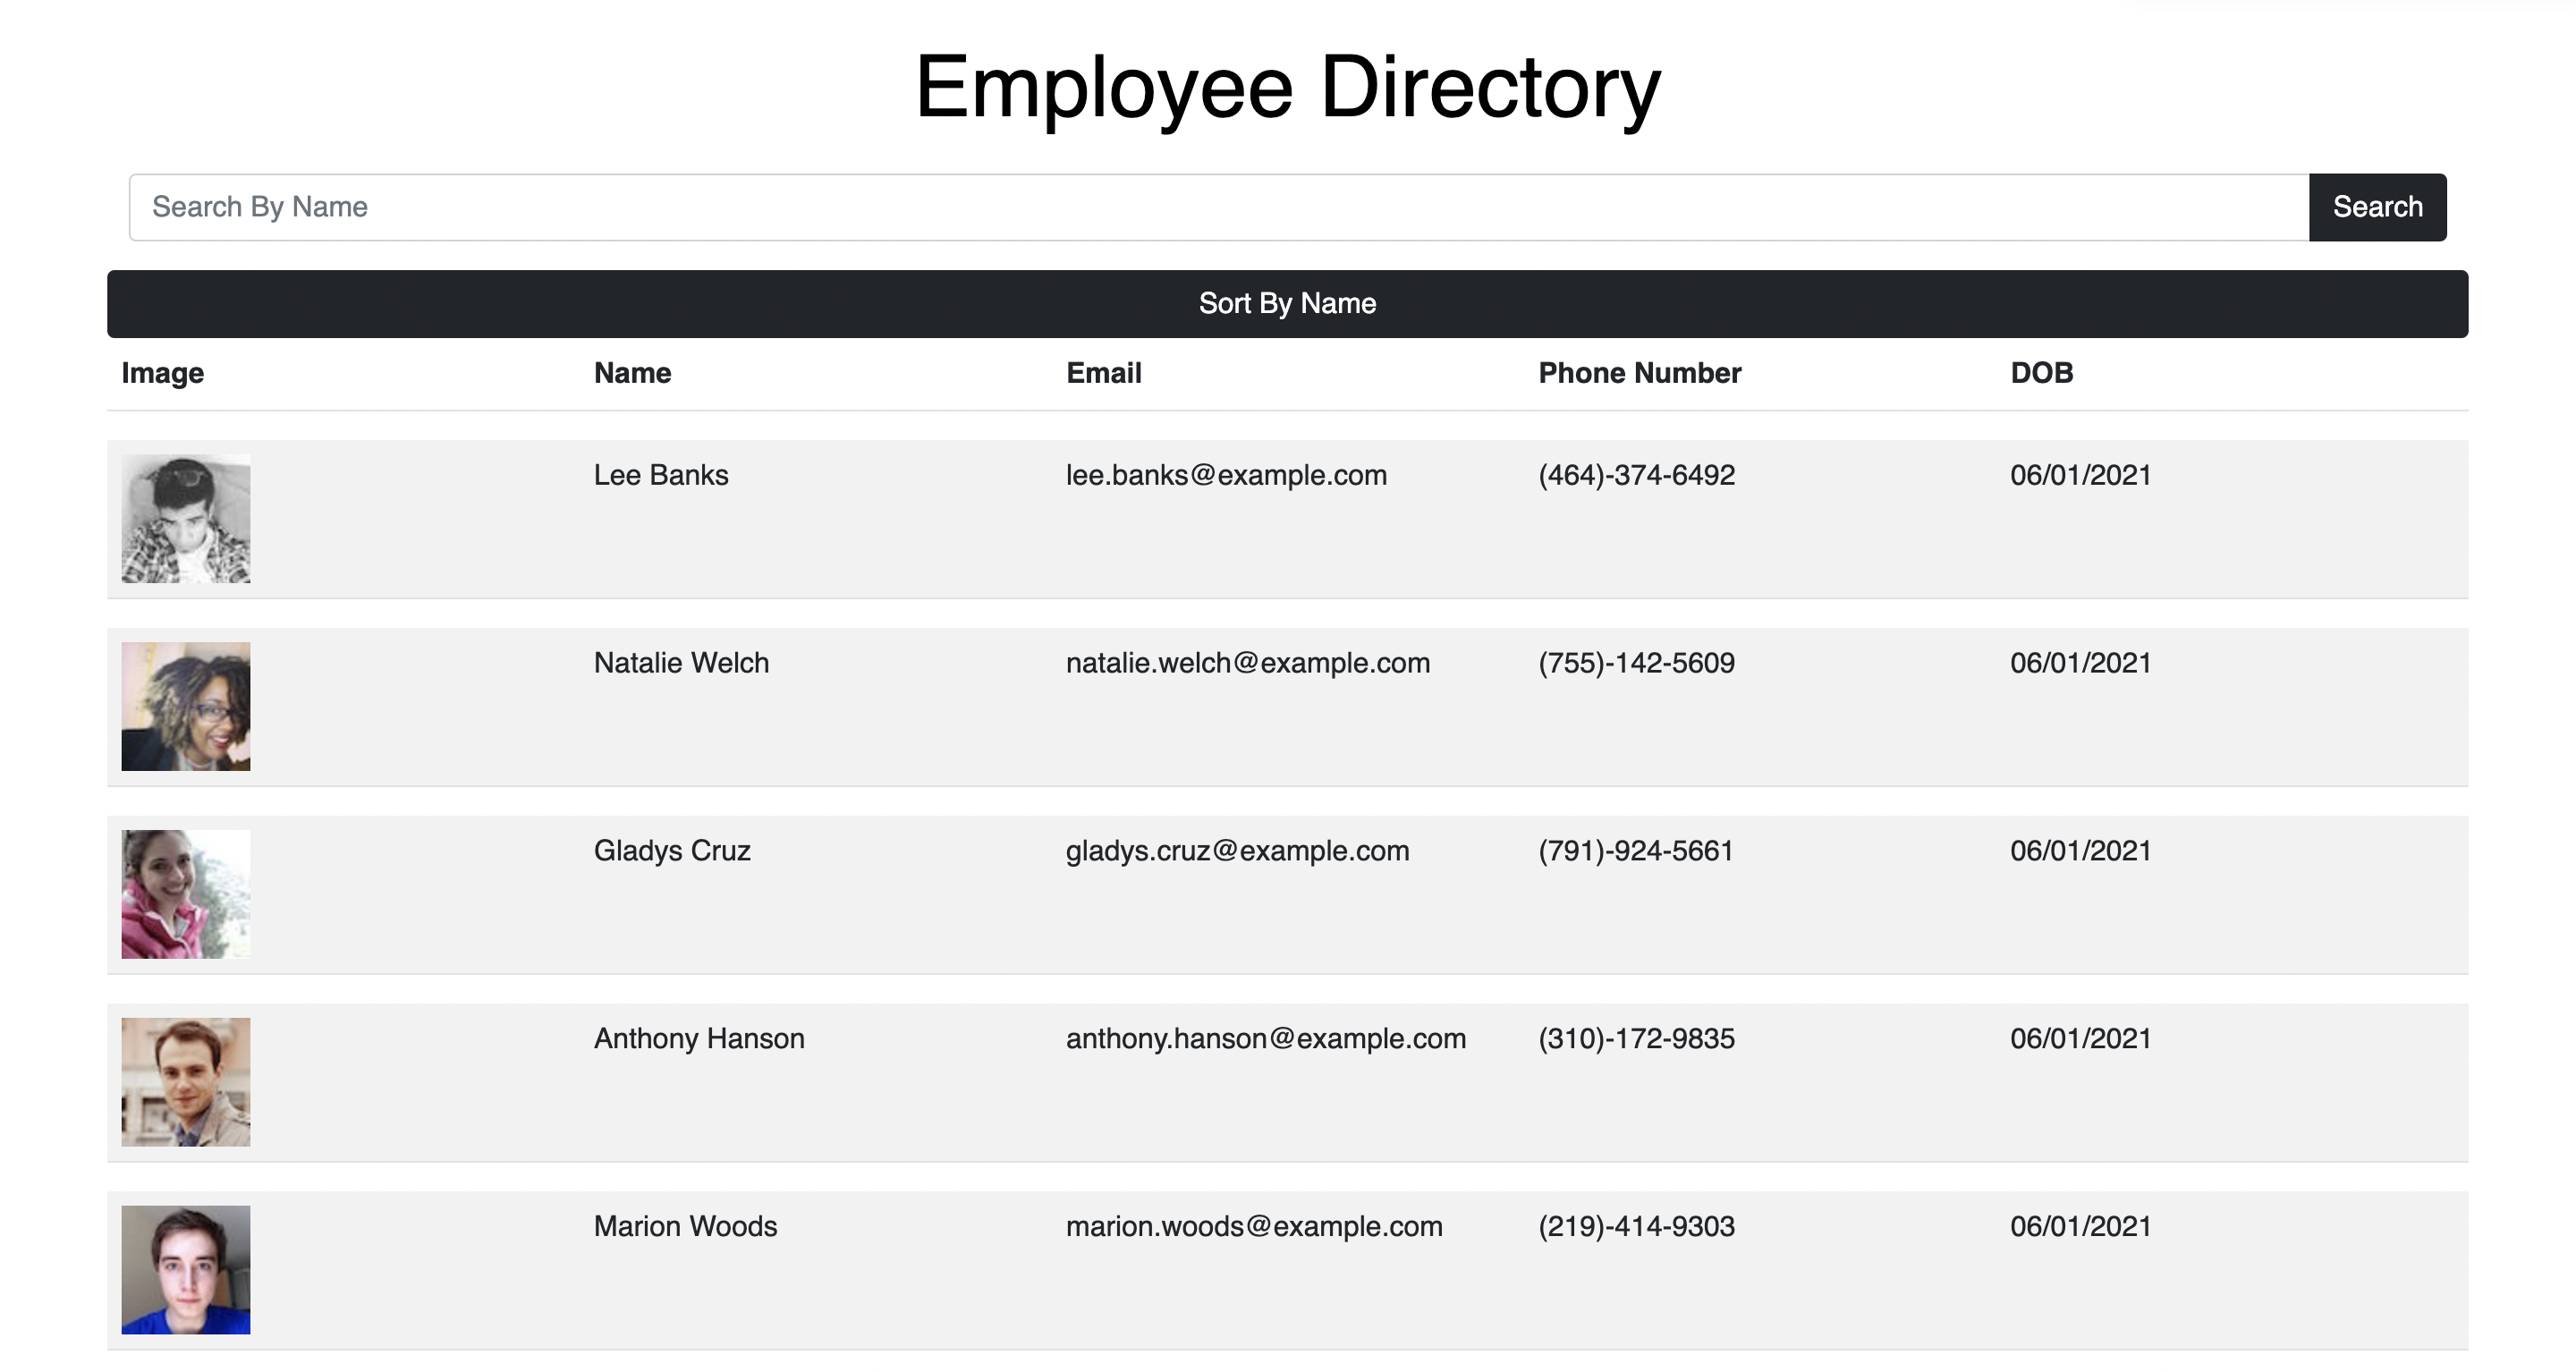 Employee Directory
Search By Name Search
Sort By Name
Image Name Email Phone Number DOB
Lee Banks lee.banks@example.com (464)-374-6492 06/01/2021
Natalie Welch natalie.welch@example.com (755)-142-5609 06/01/2021
Gladys Cruz gladys.cruz@example.com (791)-924-5661 06/01/2021
Anthony Hanson anthony.hanson@example.com (310)-172-9835 06/01/2021
Marion Woods marion.woods@example.com (219)-414-9303 06/01/2021